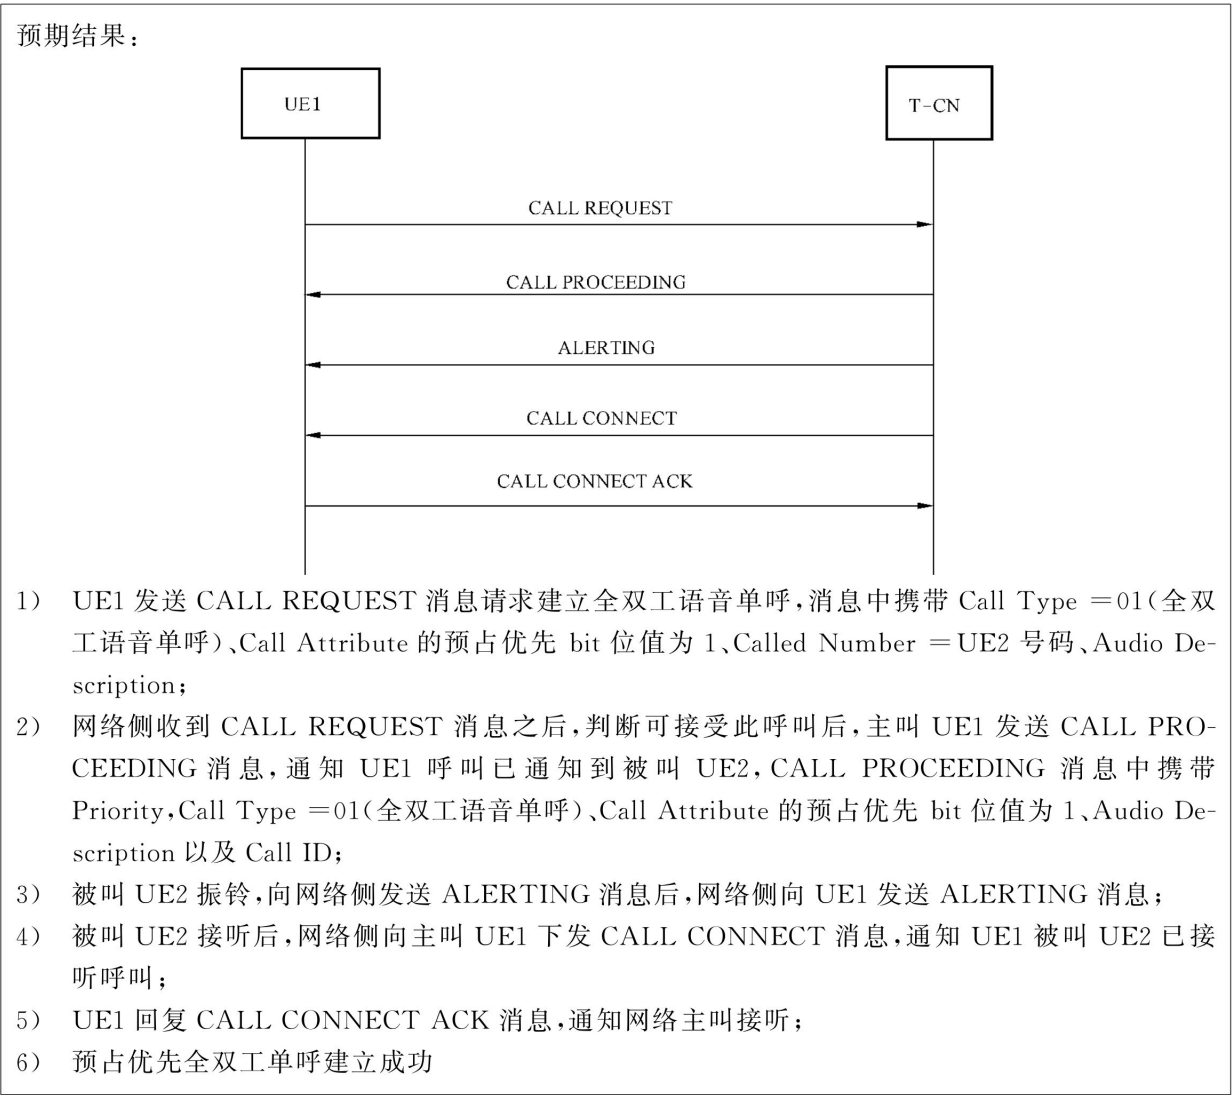 预期结果：
UE1
T-CN
CALL REQUEST
CALL PROCEEDING
ALERTING
CALL CONNECT
CALL CONNECT ACK
1） UE1 发送 CALL REQUEST 消息请求建立全双工语音单呼，消息中携带 Call Type =01(全双
工语音单呼)、Call Attribute 的预占优先 bit 位值为 1、Called Number =UE2 号码、Audio De-
scription；
2） 网络侧收到 CALL REQUEST 消息之后，判断可接受此呼叫后，主叫 UE1 发送 CALL PRO-
CEEDING 消息，通知 UE1 呼叫已通知到被叫 UE2，CALL PROCEEDING 消息中携带
Priority，Call Type =01(全双工语音单呼)、Call Attribute 的预占优先 bit 位值为 1、Audio De-
scription 以及 Call ID；
3） 被叫 UE2 振铃，向网络侧发送 ALERTING 消息后，网络侧向 UE1 发送 ALERTING 消息；
4） 被叫 UE2 接听后，网络侧向主叫 UE1 下发 CALL CONNECT 消息，通知 UE1 被叫 UE2 已接
听呼叫；
5） UE1 回复 CALL CONNECT ACK 消息，通知网络主叫接听；
6） 预占优先全双工单呼建立成功